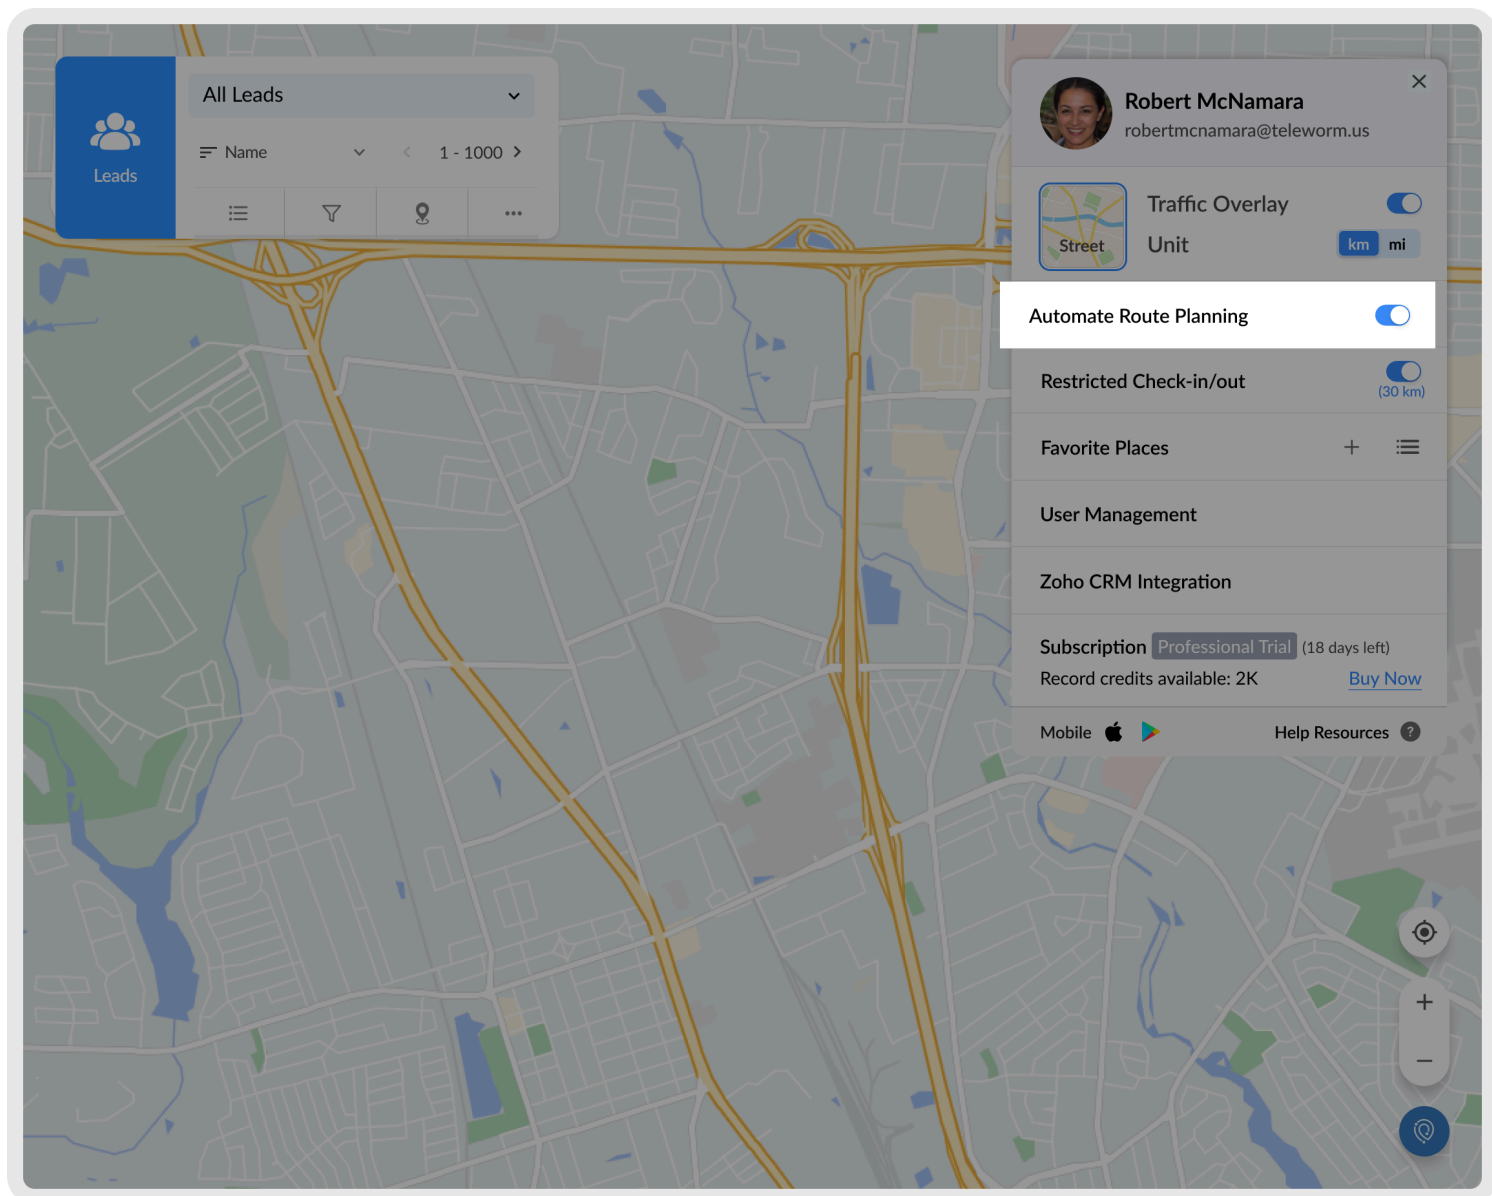 Leads
All Leads
Name
1 - 1000
Robert McNamara
robertmcnamara@teleworm.us
Street
Traffic Overlay
Unit
km mi
Automate Route Planning
Restricted Check-in/out
(30 km)
Favorite Places
User Management
Zoho CRM Integration
Subscription Professional Trial (18 days left)
Record credits available: 2K Buy Now
Mobile
Help Resources ?